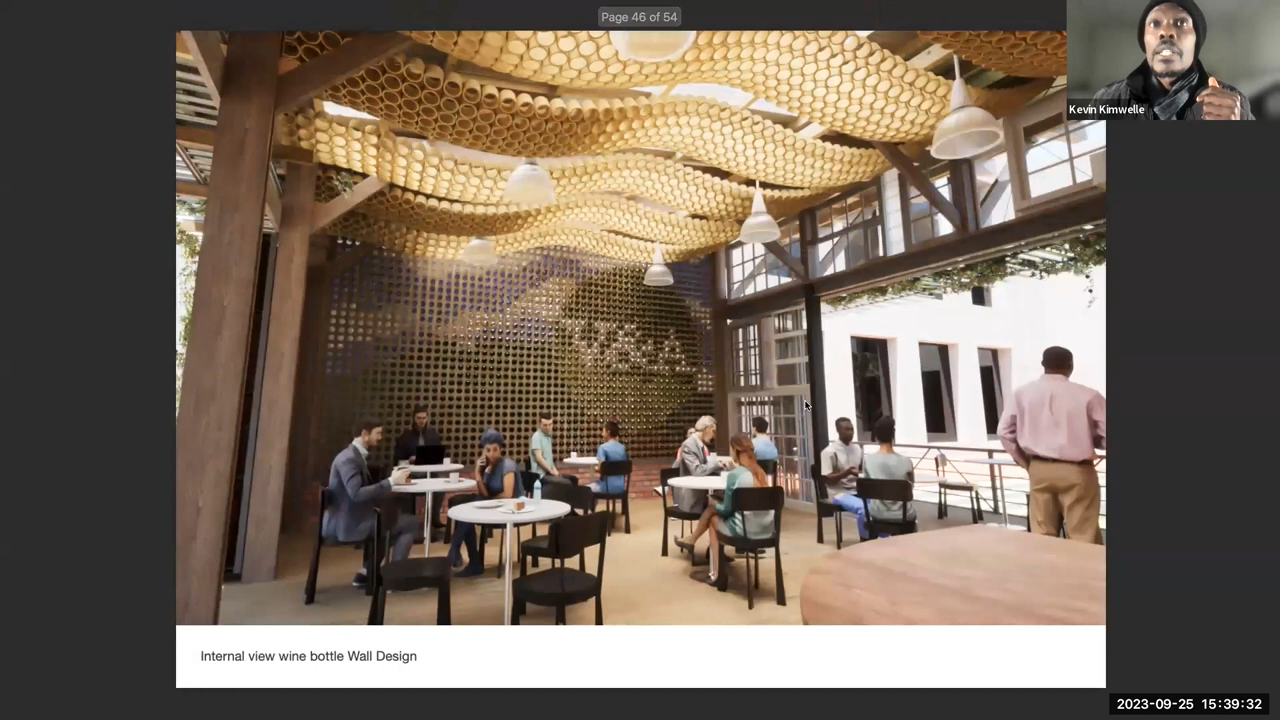 Page 46 of 54
Kevin Kimwelle
Internal view wine bottle Wall Design
2023-09-25 15:39:32